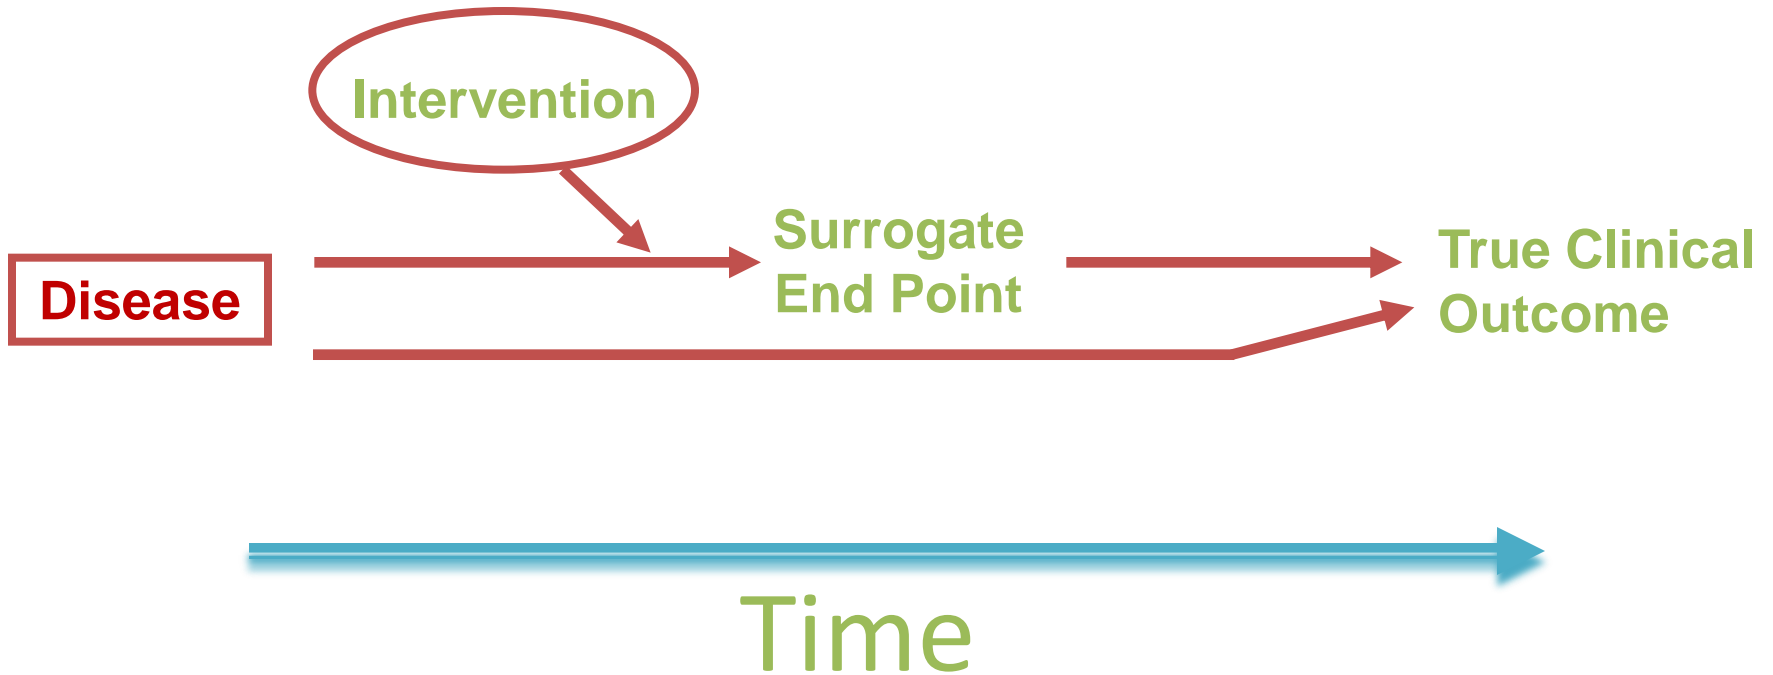 Intervention
Surrogate
End Point
True Clinical
Outcome
Disease
Time